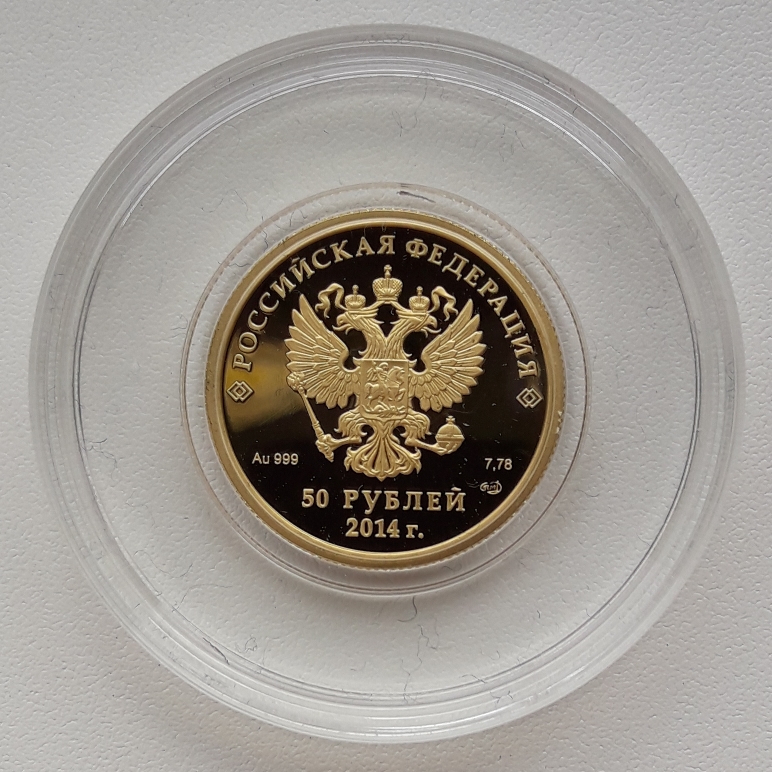 РОССИЙСКАЯ ФЕДЕРАЦИЯ
Au 999
7,78
50 РУБЛЕЙ
2014 г.